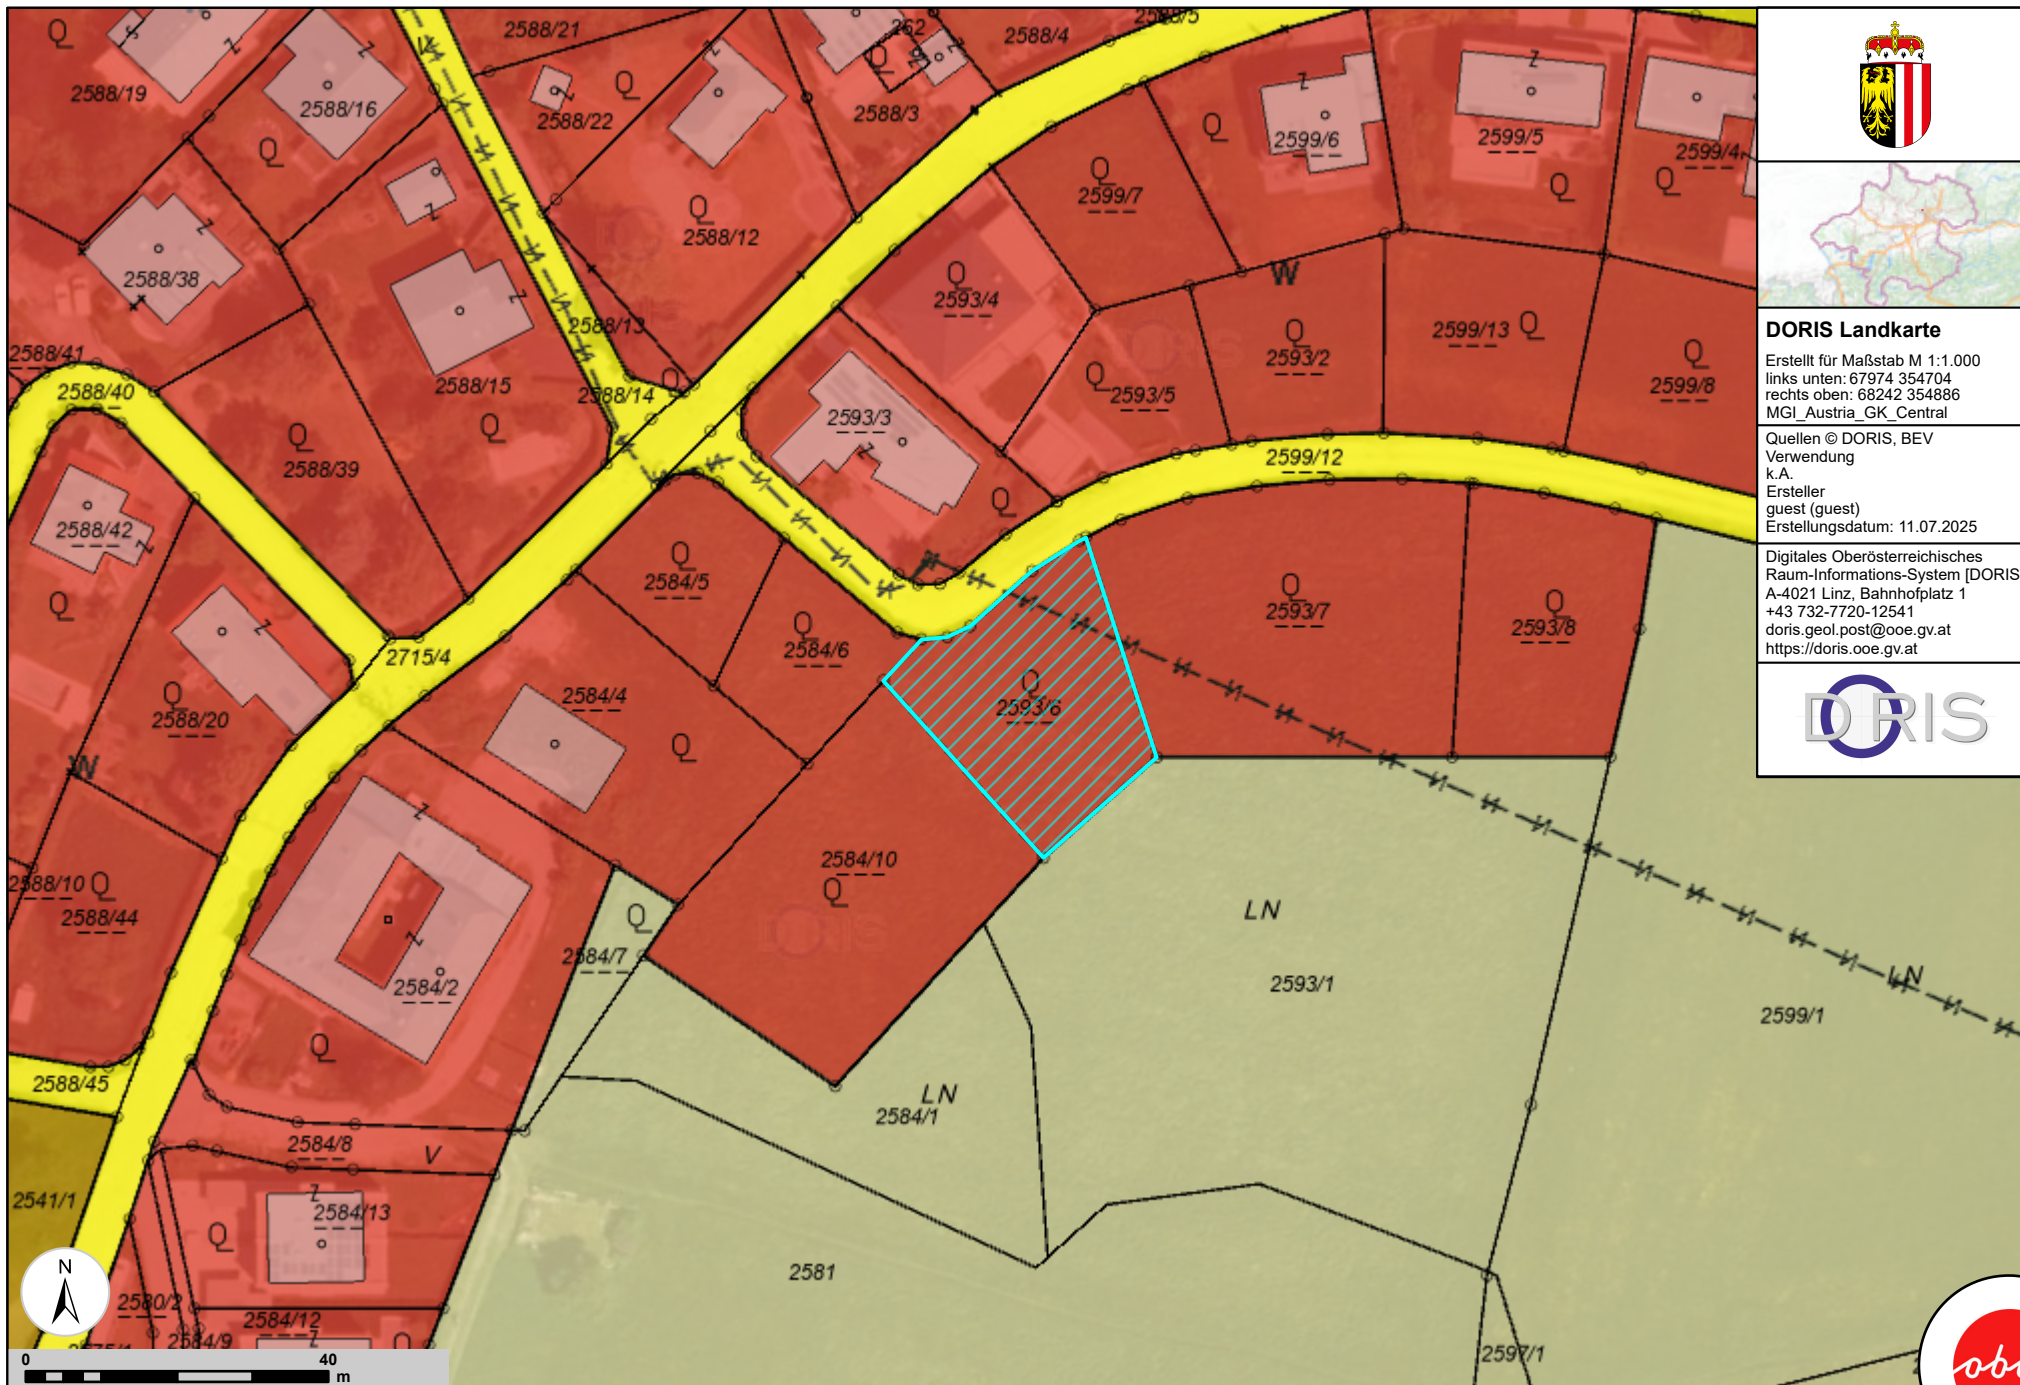 2588/21
2588/5
262
2588/4
Q
2588/19
2588/16
Q
2588/22
2588/3
Q
2599/6
2599/5
2599/4
Q
Q
2599/7
Q
Q
Q
2588/12
2588/38
Q
2593/4
W
2588/13
2588/41
2588/40
2588/15
2588/14
Q
2593/2
2599/13 Q
Q
2599/8
Q 2593/5
2593/3
Q
2588/39
Q
2599/12
2588/42
Q
2584/5
Q
Q
2593/7
Q
2593/8
Q
2584/6
Q
2715/4
Q
2588/20
2584/4
Q
Q
2593/6
W
2584/10
Q
2588/10 Q
2588/44
Q
2584/7
2584/2
LN
2593/1
LN
2599/1
Q
2588/45
LN
2584/1
2584/8
V
2541/1
2584/13
Q
2581
2580/2
2584/12
2584/9
2597/1
N
0 40
m
DORIS Landkarte
Erstellt für Maßstab M 1:1.000
links unten: 67974 354704
rechts oben: 68242 354886
MGI_Austria_GK_Central
Quellen © DORIS, BEV
Verwendung
k.A.
Ersteller
guest (guest)
Erstellungsdatum: 11.07.2025
Digitales Oberösterreichisches
Raum-Informations-System [DORIS
A-4021 Linz, Bahnhofplatz 1
+43 732-7720-12541
doris.geol.post@ooe.gv.at
https://doris.ooe.gv.at
DORIS